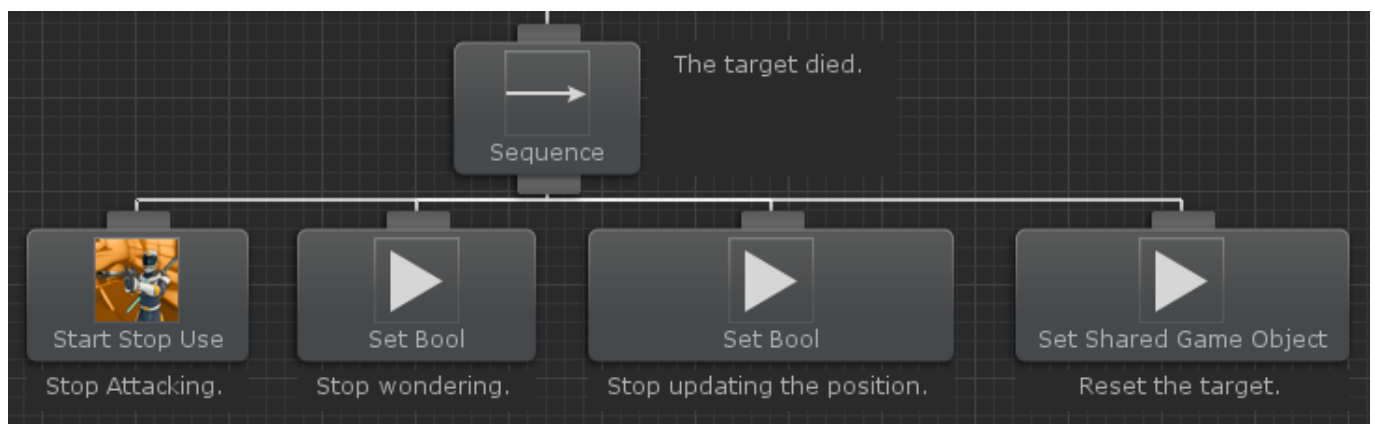 The target died.
Sequence
Start Stop Use
Set Bool
Set Bool
Set Shared Game Object
Stop Attacking.
Stop wondering.
Stop updating the position.
Reset the target.